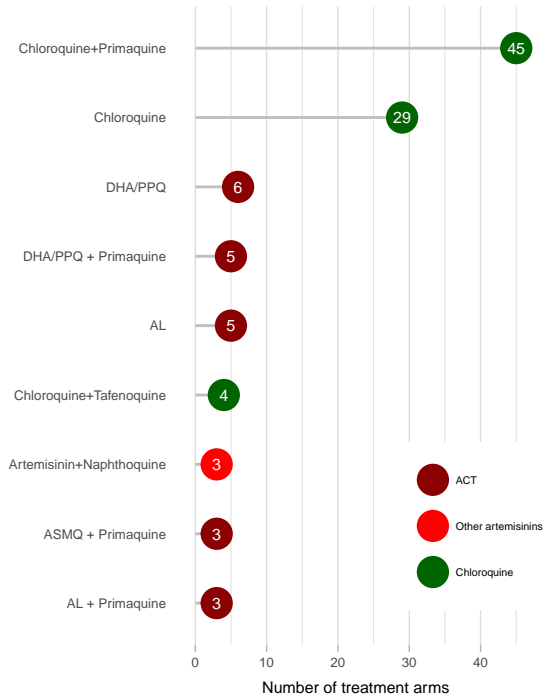 Chloroquine+Primaquine
45
Chloroquine
29
DHA/PPQ
6
DHA/PPQ + Primaquine
5
AL
5
Chloroquine+Tafenoquine
4
Artemisinin+Naphthoquine
3
ACT
Other artemisinins
ASMQ + Primaquine
3
Chloroquine
AL + Primaquine
3
0 10 20 30 40
Number of treatment arms